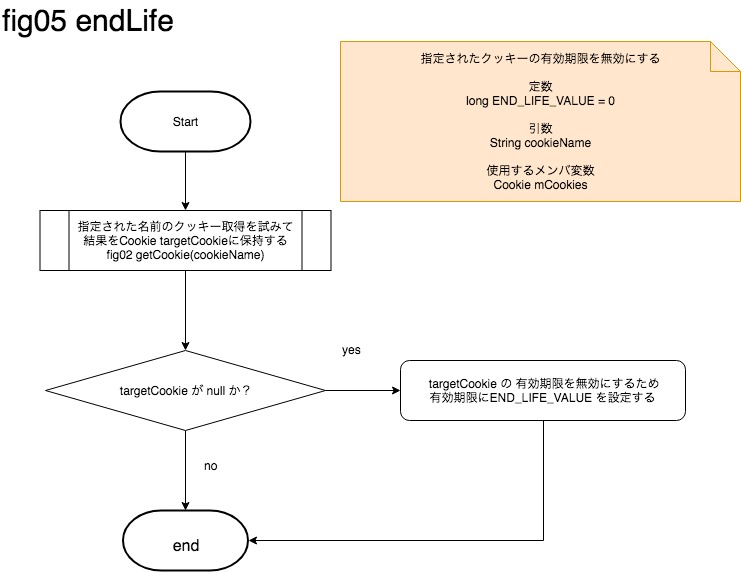 fig05 endLife
指定されたクッキーの有効期限を無効にする
定数
long END_LIFE_VALUE = 0
引数
String cookieName
使用するメンバ変数
Cookie mCookies
Start
指定された名前のクッキー取得を試みて
結果をCookie targetCookieに保持する
fig02 getCookie(cookieName)
targetCookie が null か？
yes
targetCookie の 有効期限を無効にするため
有効期限にEND_LIFE_VALUE を設定する
no
end